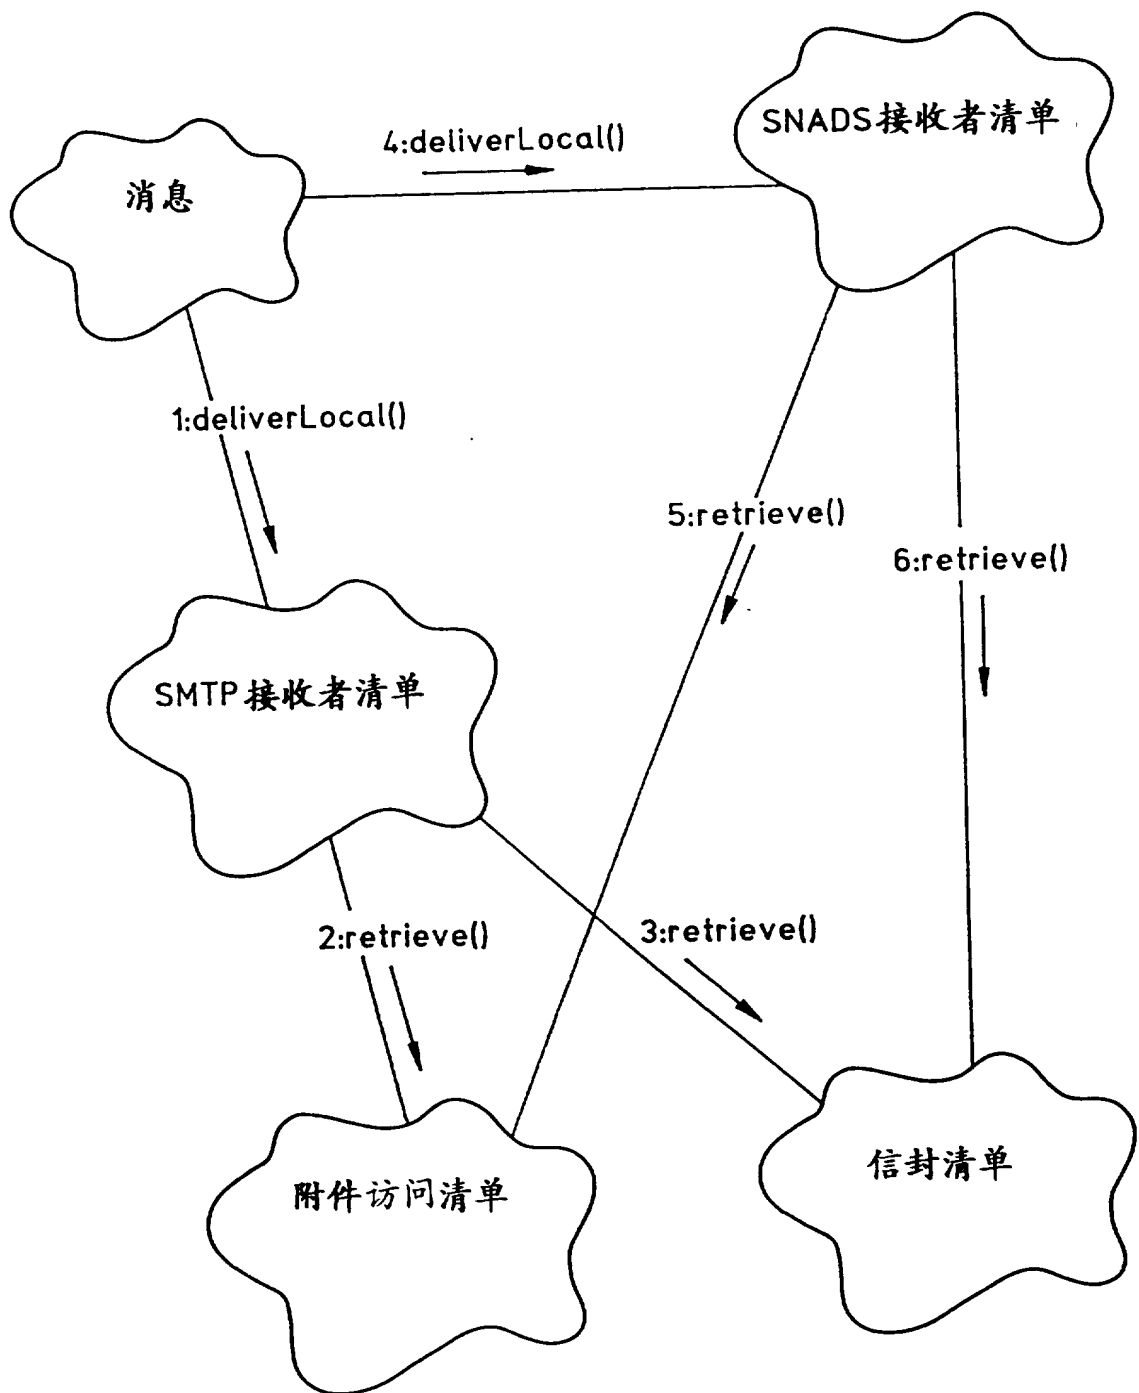 SNADS接收者清单
4:deliverLocal()
消息
1:deliverLocal()
5:retrieve()
6:retrieve()
SMTP接收者清单
2:retrieve()
3:retrieve()
信封清单
附件访问清单